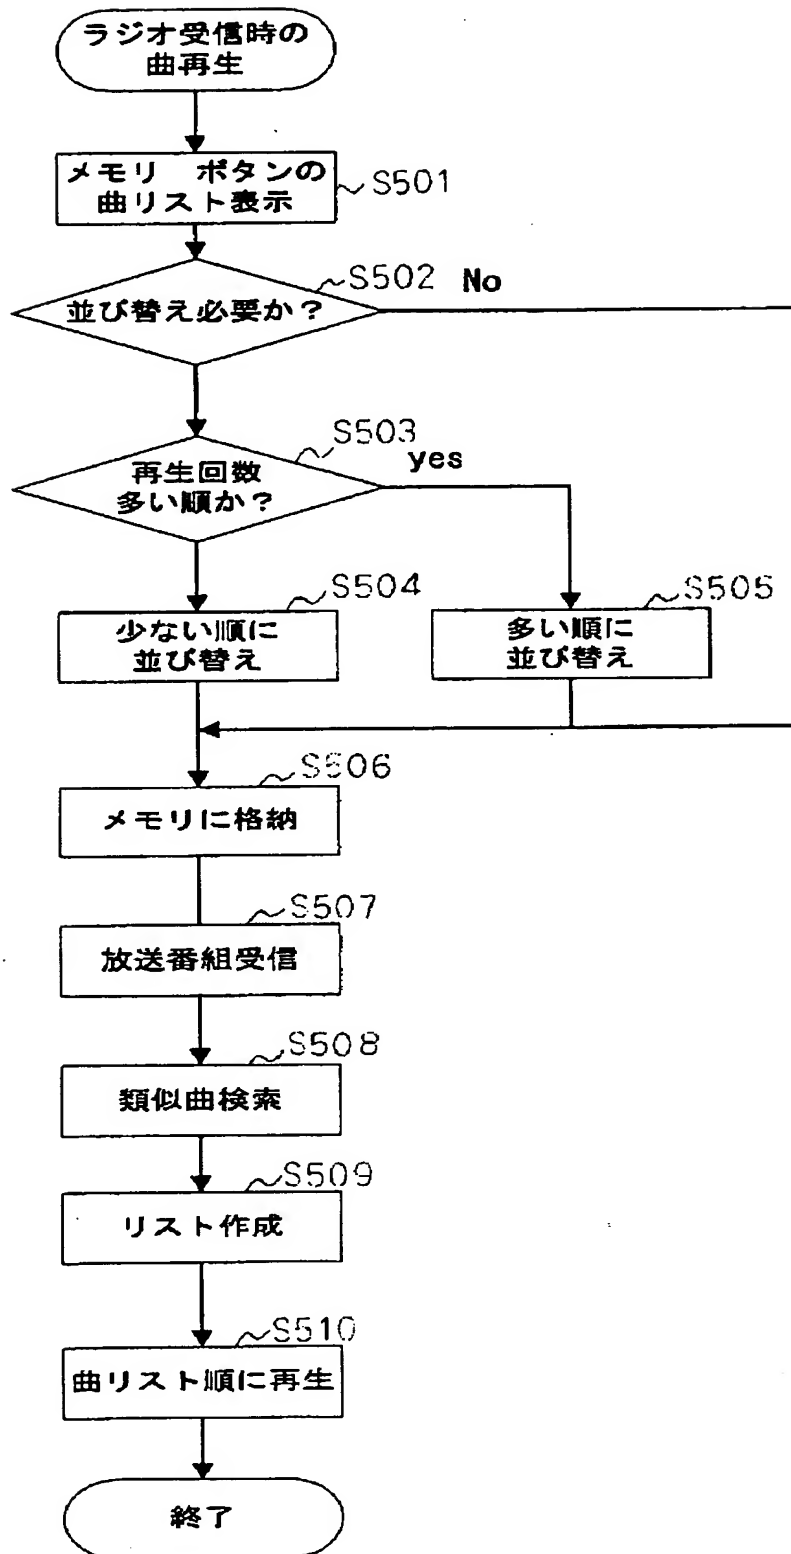 ラジオ受信時の
曲再生
メモリ ボタンの
曲リスト表示
S501
S502 No
並び替え必要か？
S503
yes
再生回数
多い順か？
S504
少ない順に
並び替え
S505
多い順に
並び替え
S506
メモリに格納
S507
放送番組受信
S508
類似曲検索
S509
リスト作成
S510
曲リスト順に再生
終了